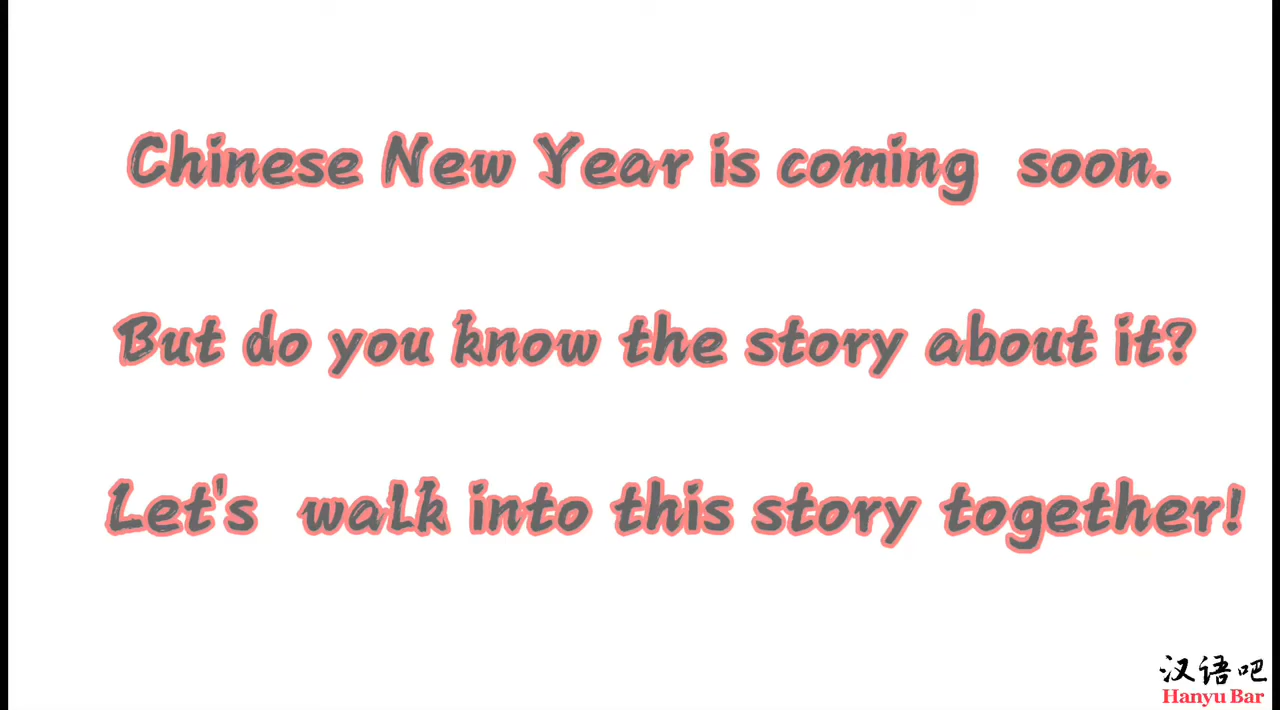 Chinese New Year is coming soon.
But do you know the story about it?
Let's walk into this story together!
汉语吧
Hanyu Bar